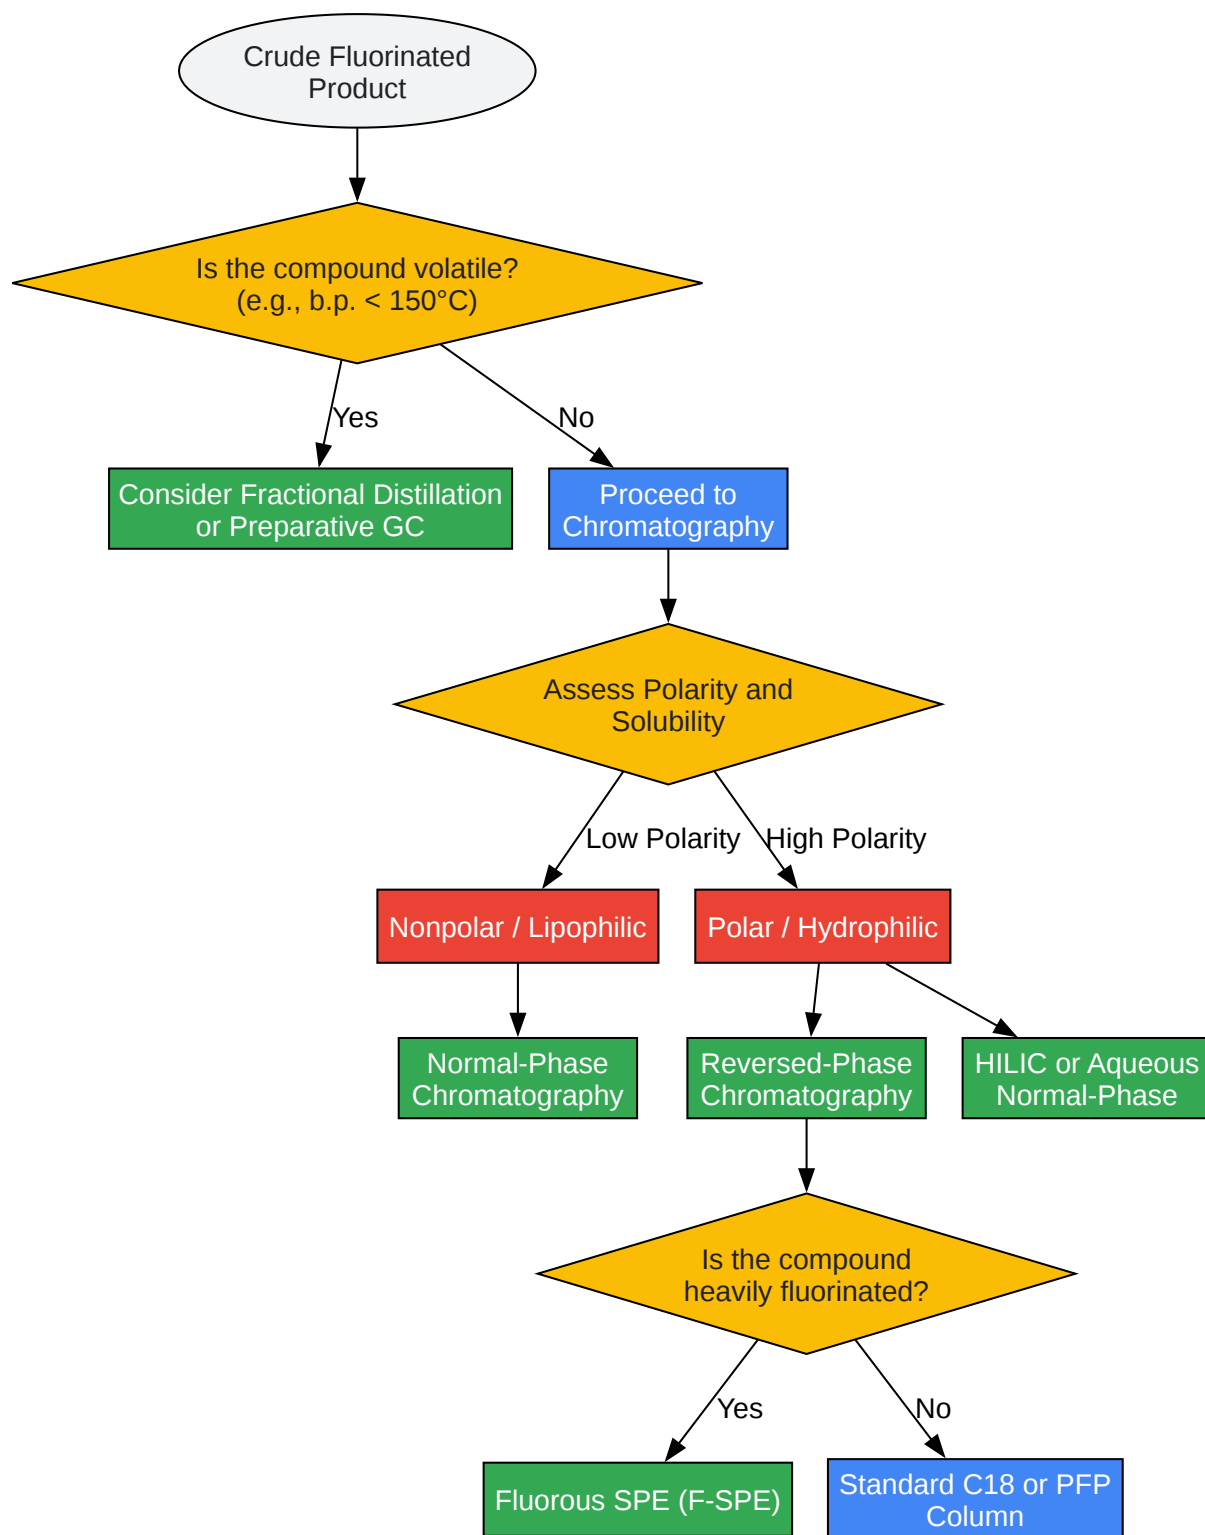 Crude Fluorinated
Product
Is the compound volatile?
(e.g., b.p. < 150°C)
Yes
No
Consider Fractional Distillation
or Preparative GC
Proceed to
Chromatography
Assess Polarity and
Solubility
Low Polarity
High Polarity
Nonpolar / Lipophilic
Polar / Hydrophilic
Normal-Phase
Chromatography
Reversed-Phase
Chromatography
HILIC or Aqueous
Normal-Phase
Is the compound
heavily fluorinated?
Yes
No
Fluorous SPE (F-SPE)
Standard C18 or PFP
Column